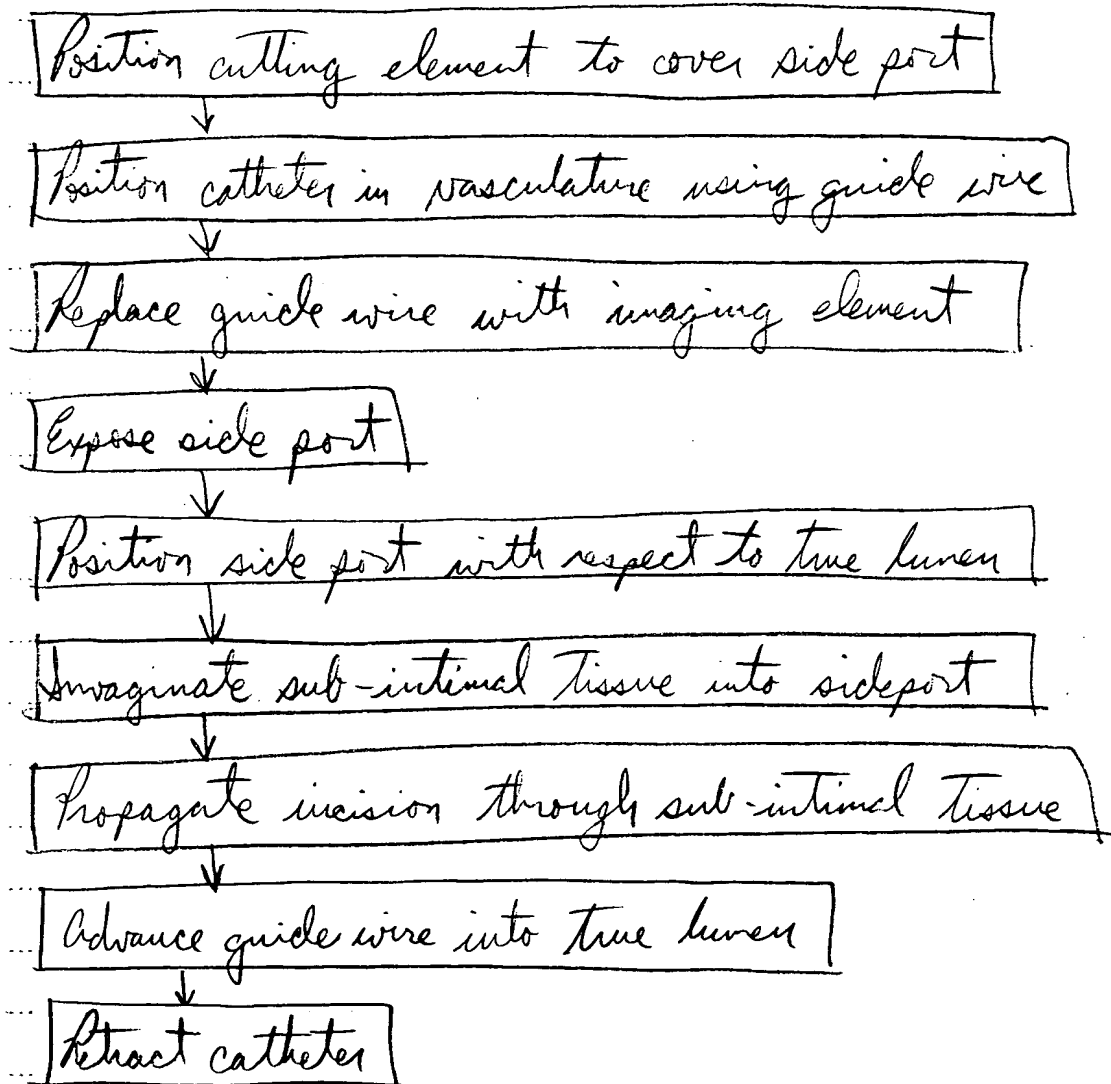 Position cutting element to cover side port
Position catheter in vasculature using guide wire
Replace guide wire with imaging element
Expose side port
Position side port with respect to true lumen
Invaginate sub-intimal tissue into sideport
Propagate incision through sub-intimal tissue
Advance guide wire into true lumen
Retract catheter